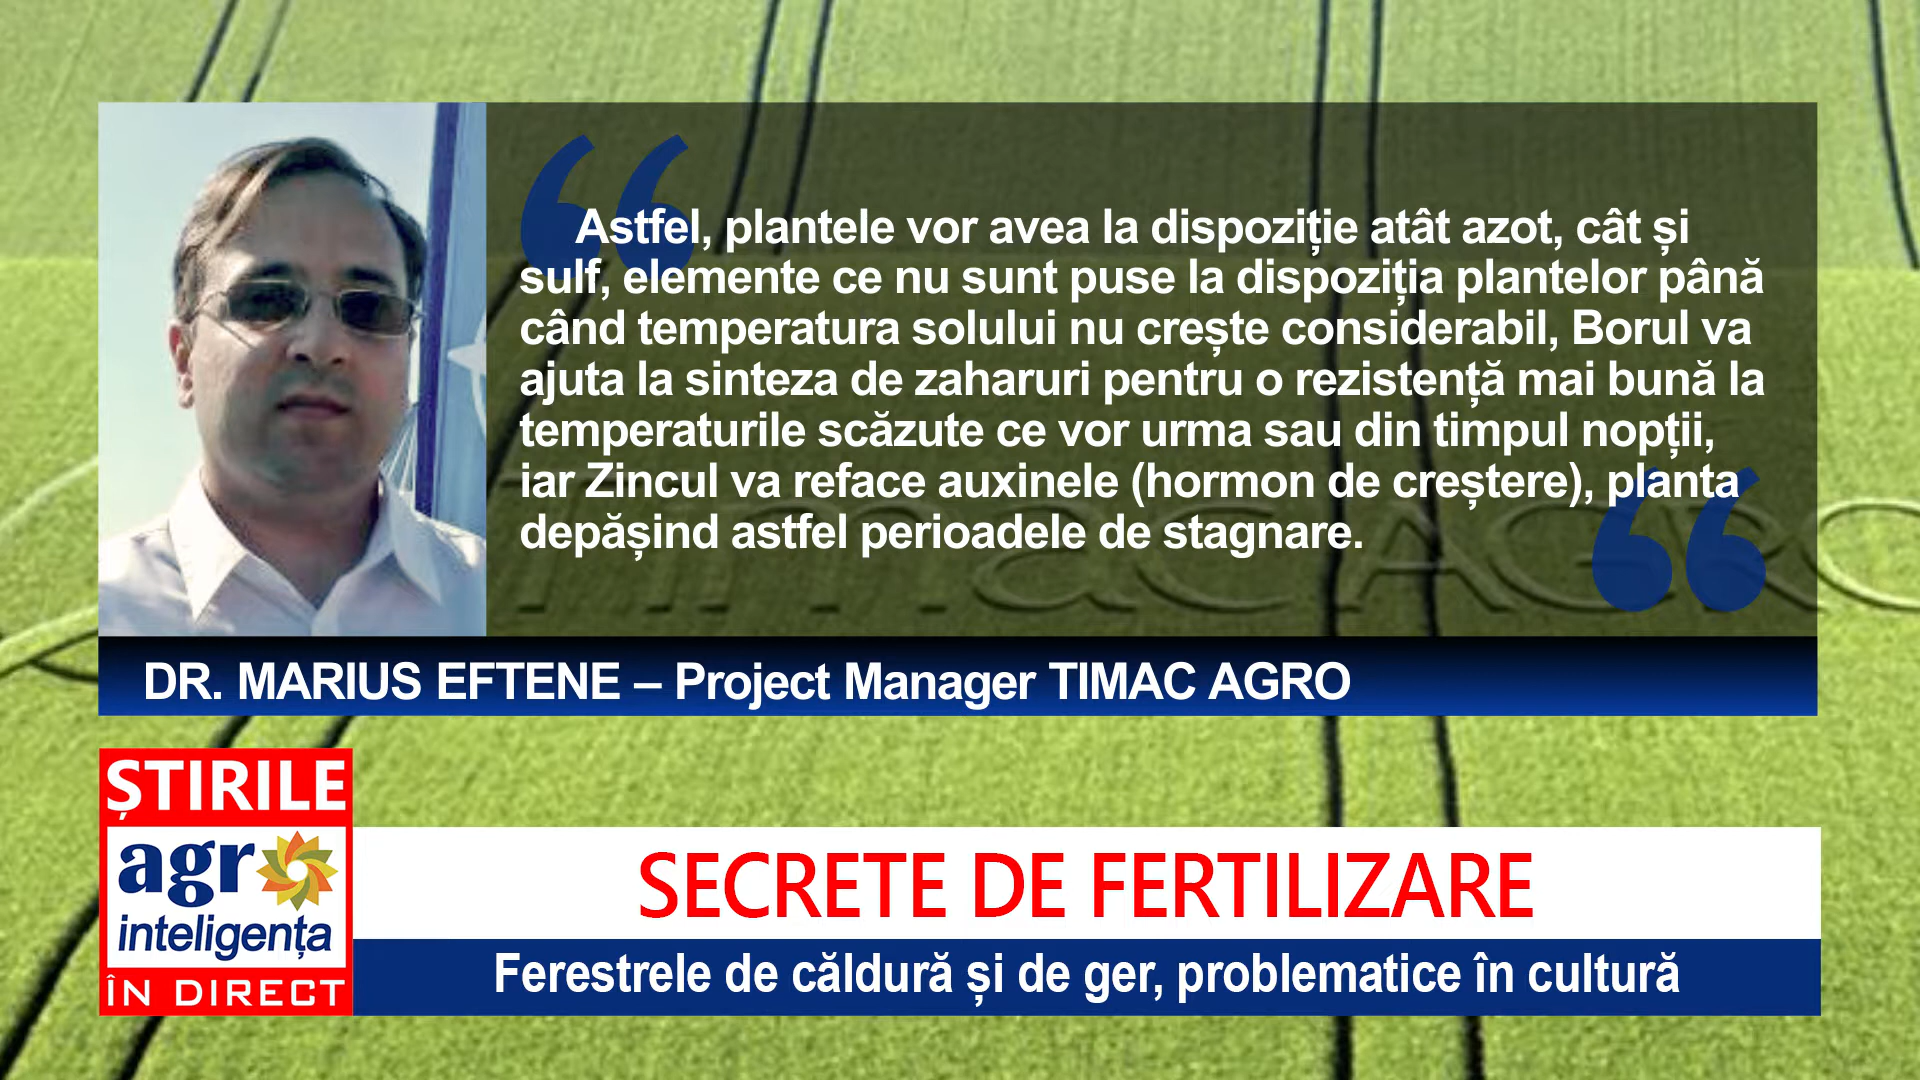 Astfel, plantele vor avea la dispoziție atât azot, cât și
sulf, elemente ce nu sunt puse la dispoziția plantelor până
când temperatura solului nu crește considerabil, Borul va
ajuta la sinteza de zaharuri pentru o rezistență mai bună la
temperaturile scăzute ce vor urma sau din timpul nopții,
iar Zincul va reface auxinele (hormon de creștere), planta
depășind astfel perioadele de stagnare.
Timac AGRO
DR. MARIUS EFTENE – Project Manager TIMAC AGRO
ȘTIRILE
agro
inteligența
ÎN DIRECT
SECRETE DE FERTILIZARE
Ferestrele de căldură și de ger, problematice în cultură